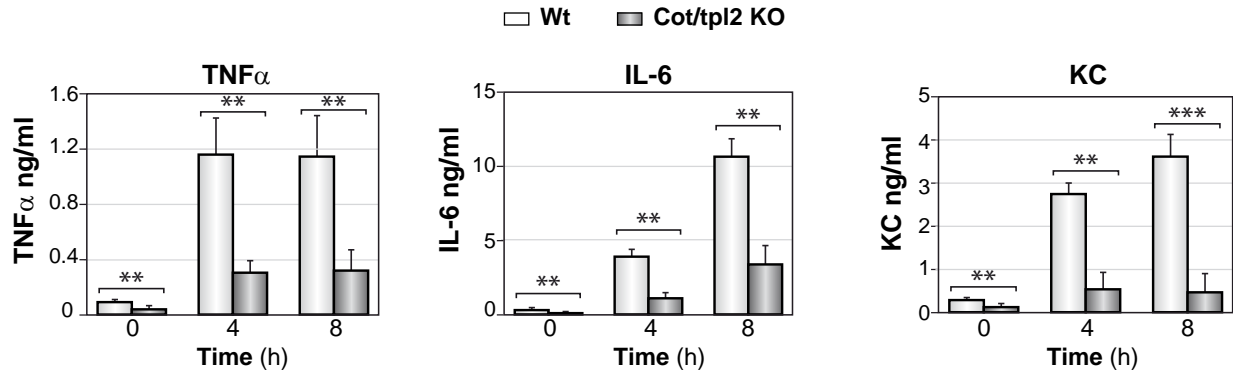 Wt Cot/tpl2 KO
TNFα
TNFα ng/ml
1.6
1.2
0.8
0.4
0
** ** **
0 4 8
Time (h)
IL-6
IL-6 ng/ml
15
10
5
0
** ** **
0 4 8
Time (h)
KC
KC ng/ml
5
4
3
2
1
0
** ** ***
0 4 8
Time (h)